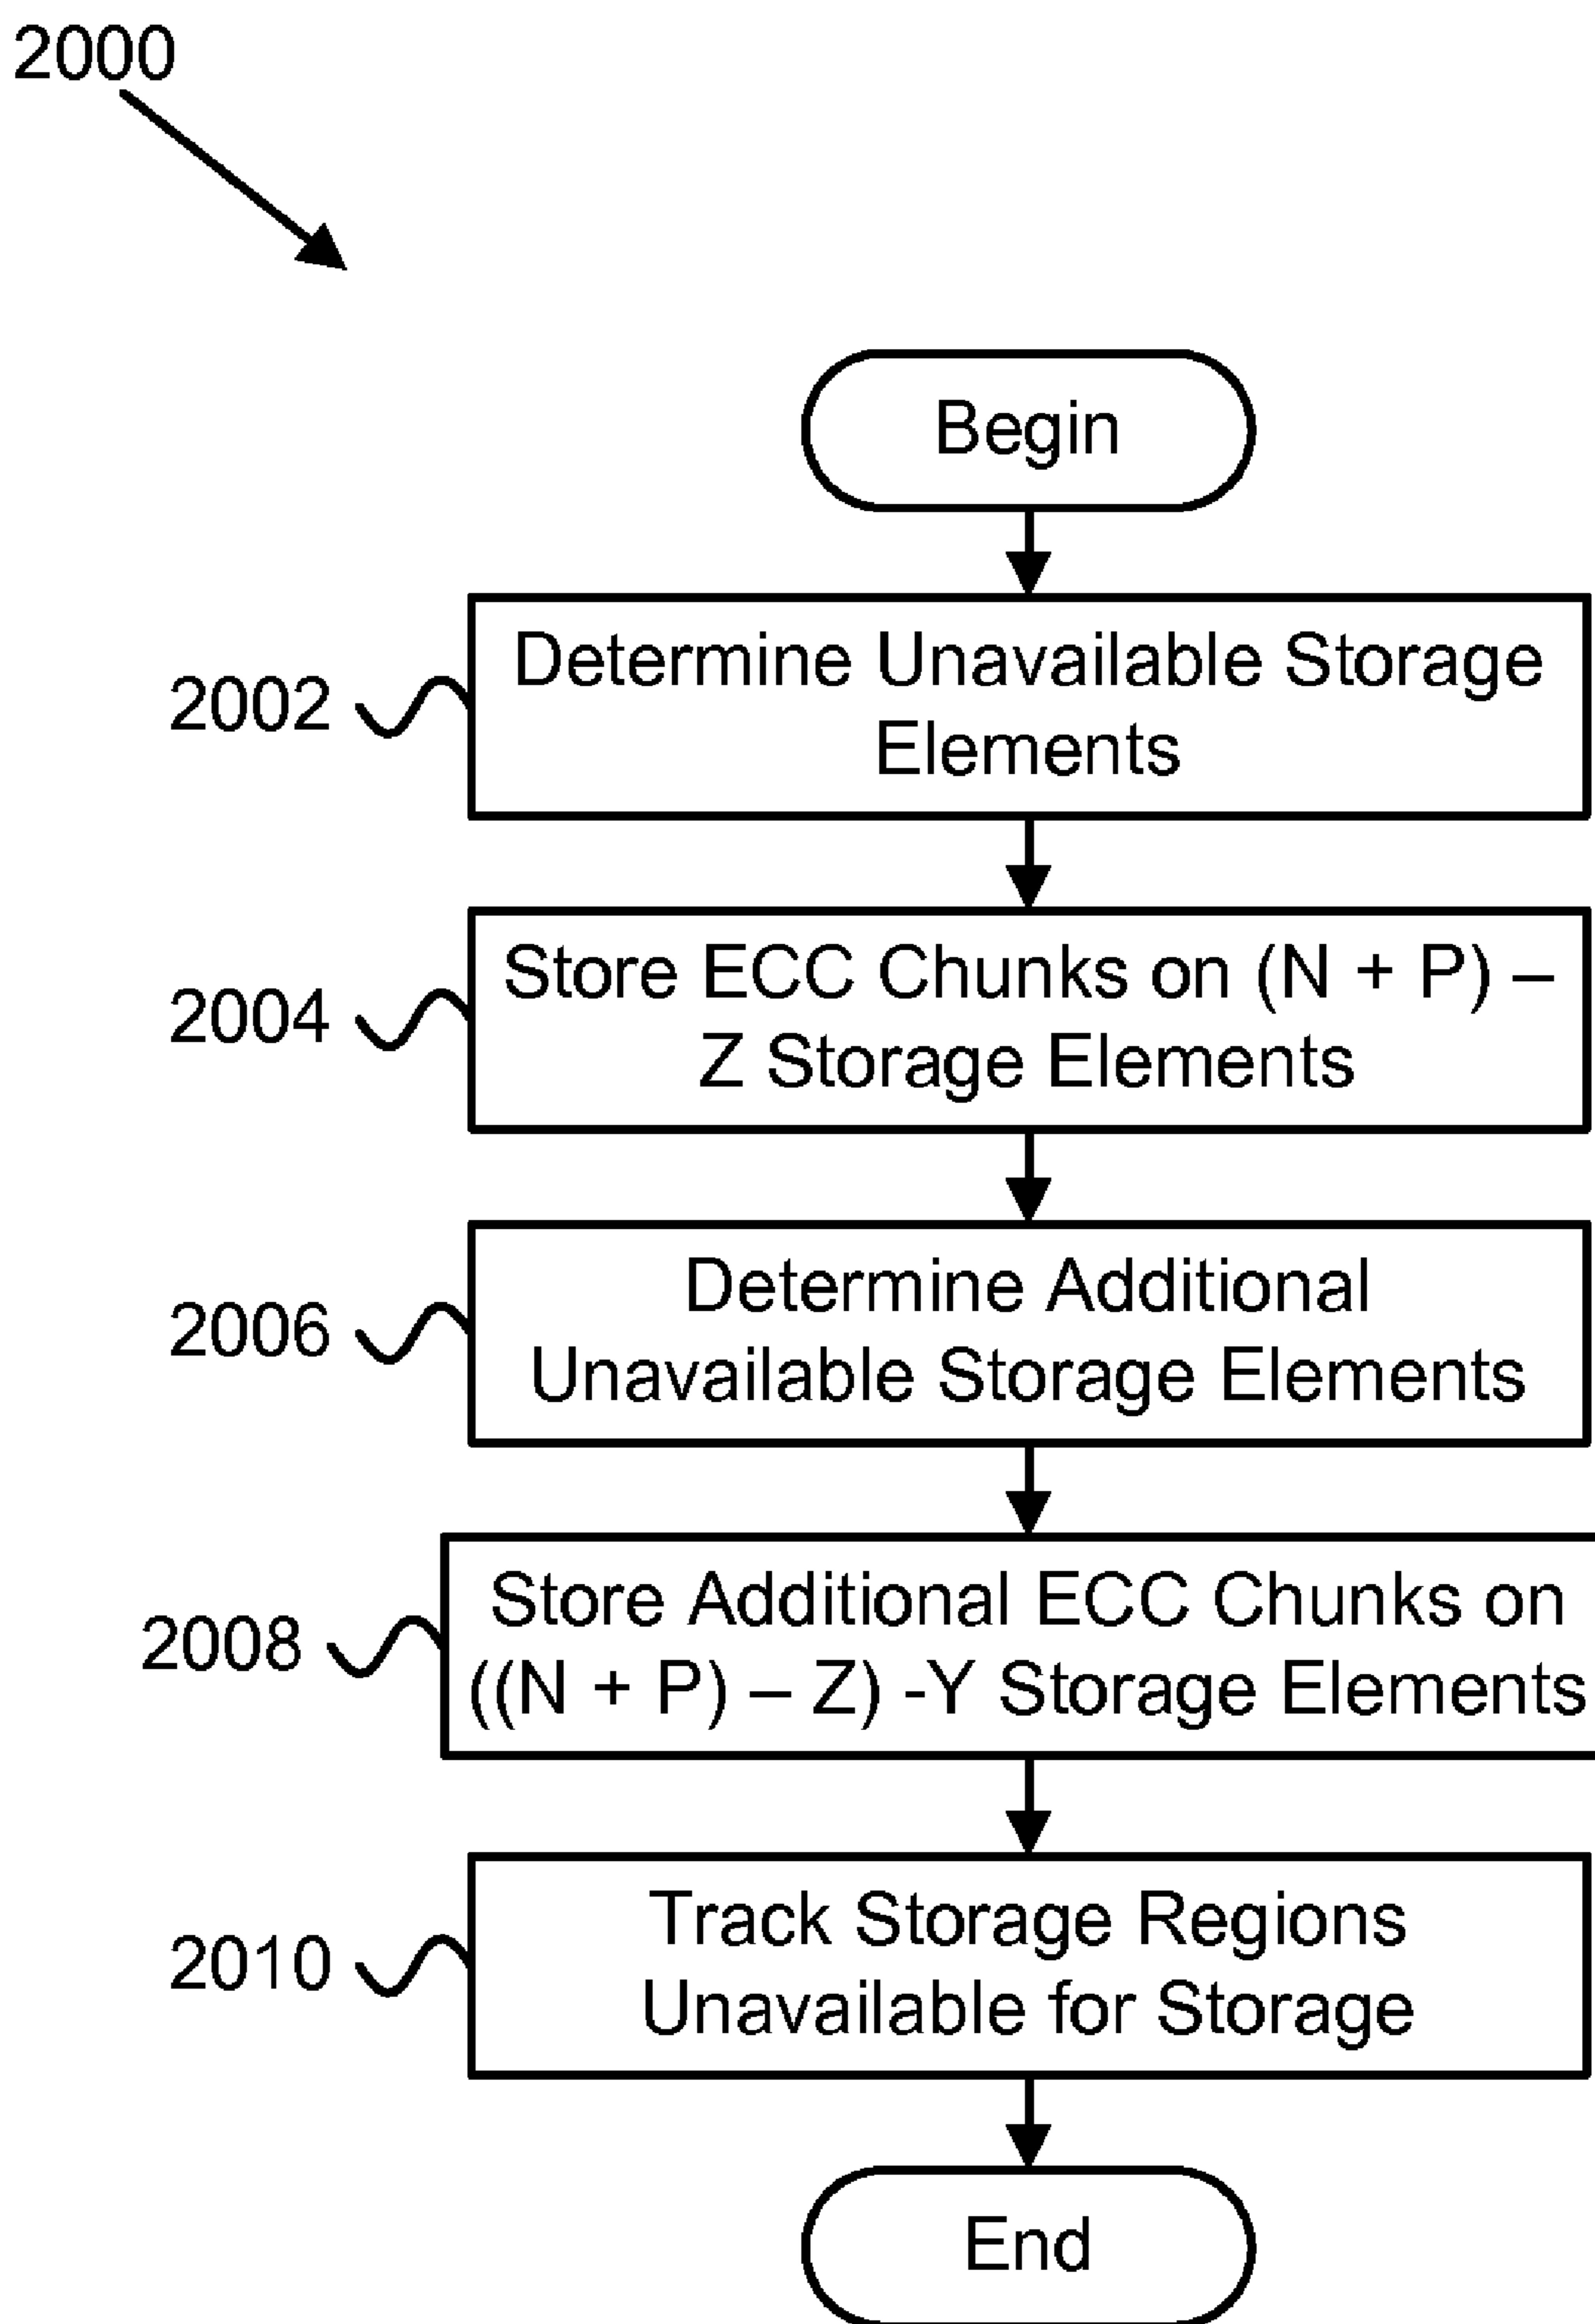 2000
Begin
2002
Determine Unavailable Storage
Elements
2004
Store ECC Chunks on (N + P) –
Z Storage Elements
2006
Determine Additional
Unavailable Storage Elements
2008
Store Additional ECC Chunks on
((N + P) – Z) -Y Storage Elements
2010
Track Storage Regions
Unavailable for Storage
End